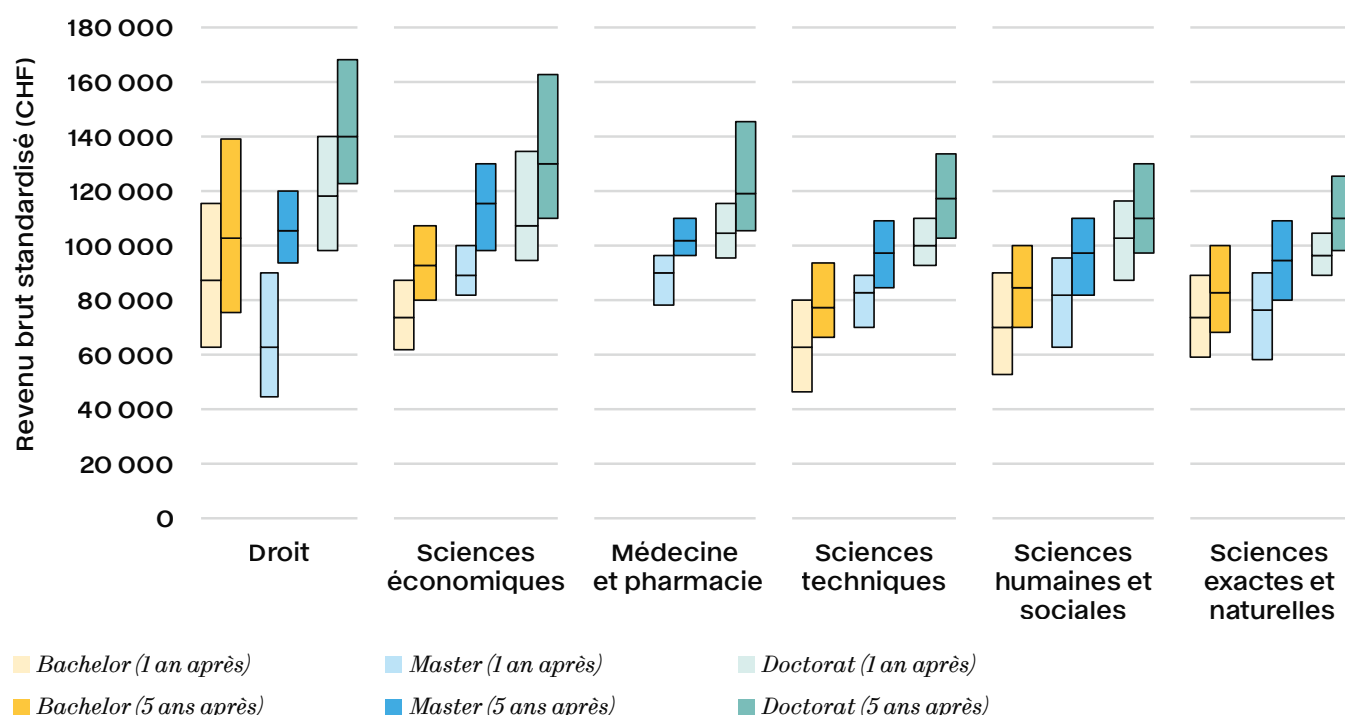 Revenu brut standardisé (CHF)
180 000
160 000
140 000
120 000
100 000
80 000
60 000
40 000
20 000
0
Droit
Sciences
économiques
Médecine
et pharmacie
Sciences
techniques
Sciences
humaines et
sociales
Sciences
exactes et
naturelles
Bachelor (1 an après)
Master (1 an après)
Doctorat (1 an après)
Bachelor (5 ans après)
Master (5 ans après)
Doctorat (5 ans après)